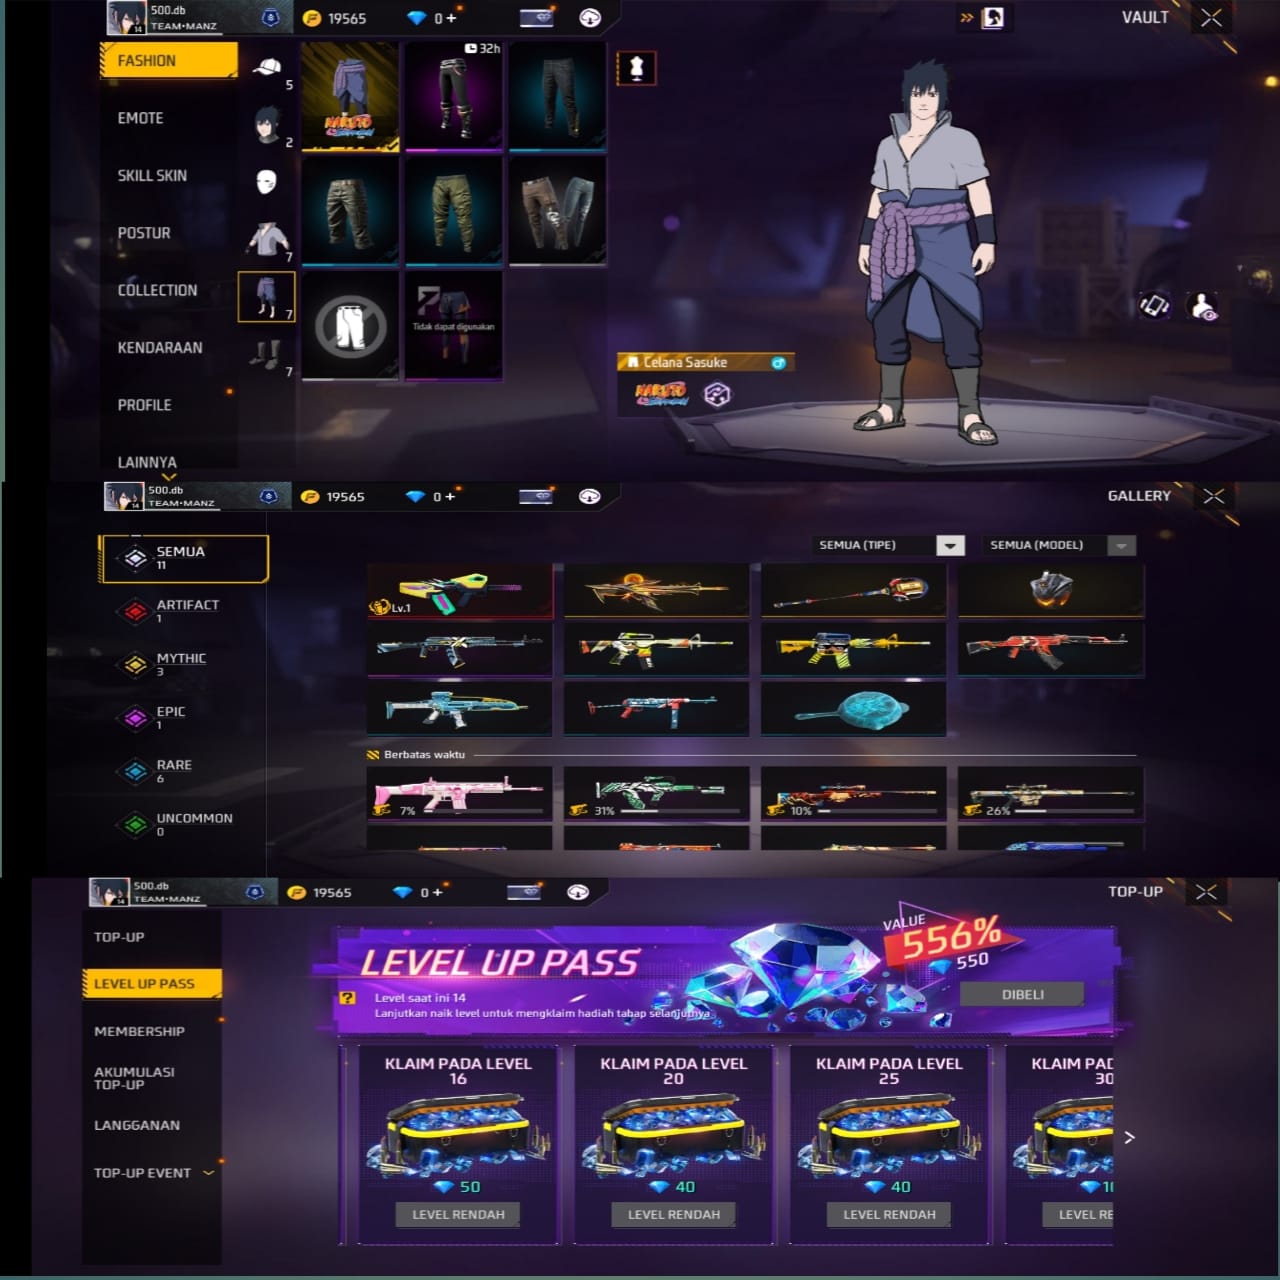 500.db
TEAM•MANZ
14
19565
0 +
VAULT
FASHION
EMOTE
SKILL SKIN
POSTUR
COLLECTION
KENDARAAN
PROFILE
LAINNYA
5
2
7
7
7
32h
NARUTO
Tidak dapat digunakan
Celana Sasuke
NARUTO
500.db
TEAM•MANZ
14
19565
0 +
GALLERY
SEMUA
11
ARTIFACT
1
MYTHIC
3
EPIC
1
RARE
6
UNCOMMON
0
SEMUA (TIPE)
SEMUA (MODEL)
Lv.1
Berbatas waktu
7%
31%
10%
26%
500.db
TEAM•MANZ
14
19565
0 +
TOP-UP
TOP-UP
LEVEL UP PASS
MEMBERSHIP
AKUMULASI
TOP-UP
LANGGANAN
TOP-UP EVENT
LEVEL UP PASS
?
Level saat ini 14
Lanjutkan naik level untuk mengklaim hadiah tahap selanjutnya
VALUE
556%
550
DIBELI
KLAIM PADA LEVEL
16
50
LEVEL RENDAH
KLAIM PADA LEVEL
20
40
LEVEL RENDAH
KLAIM PADA LEVEL
25
40
LEVEL RENDAH
KLAIM PAD
30
LEVEL RE